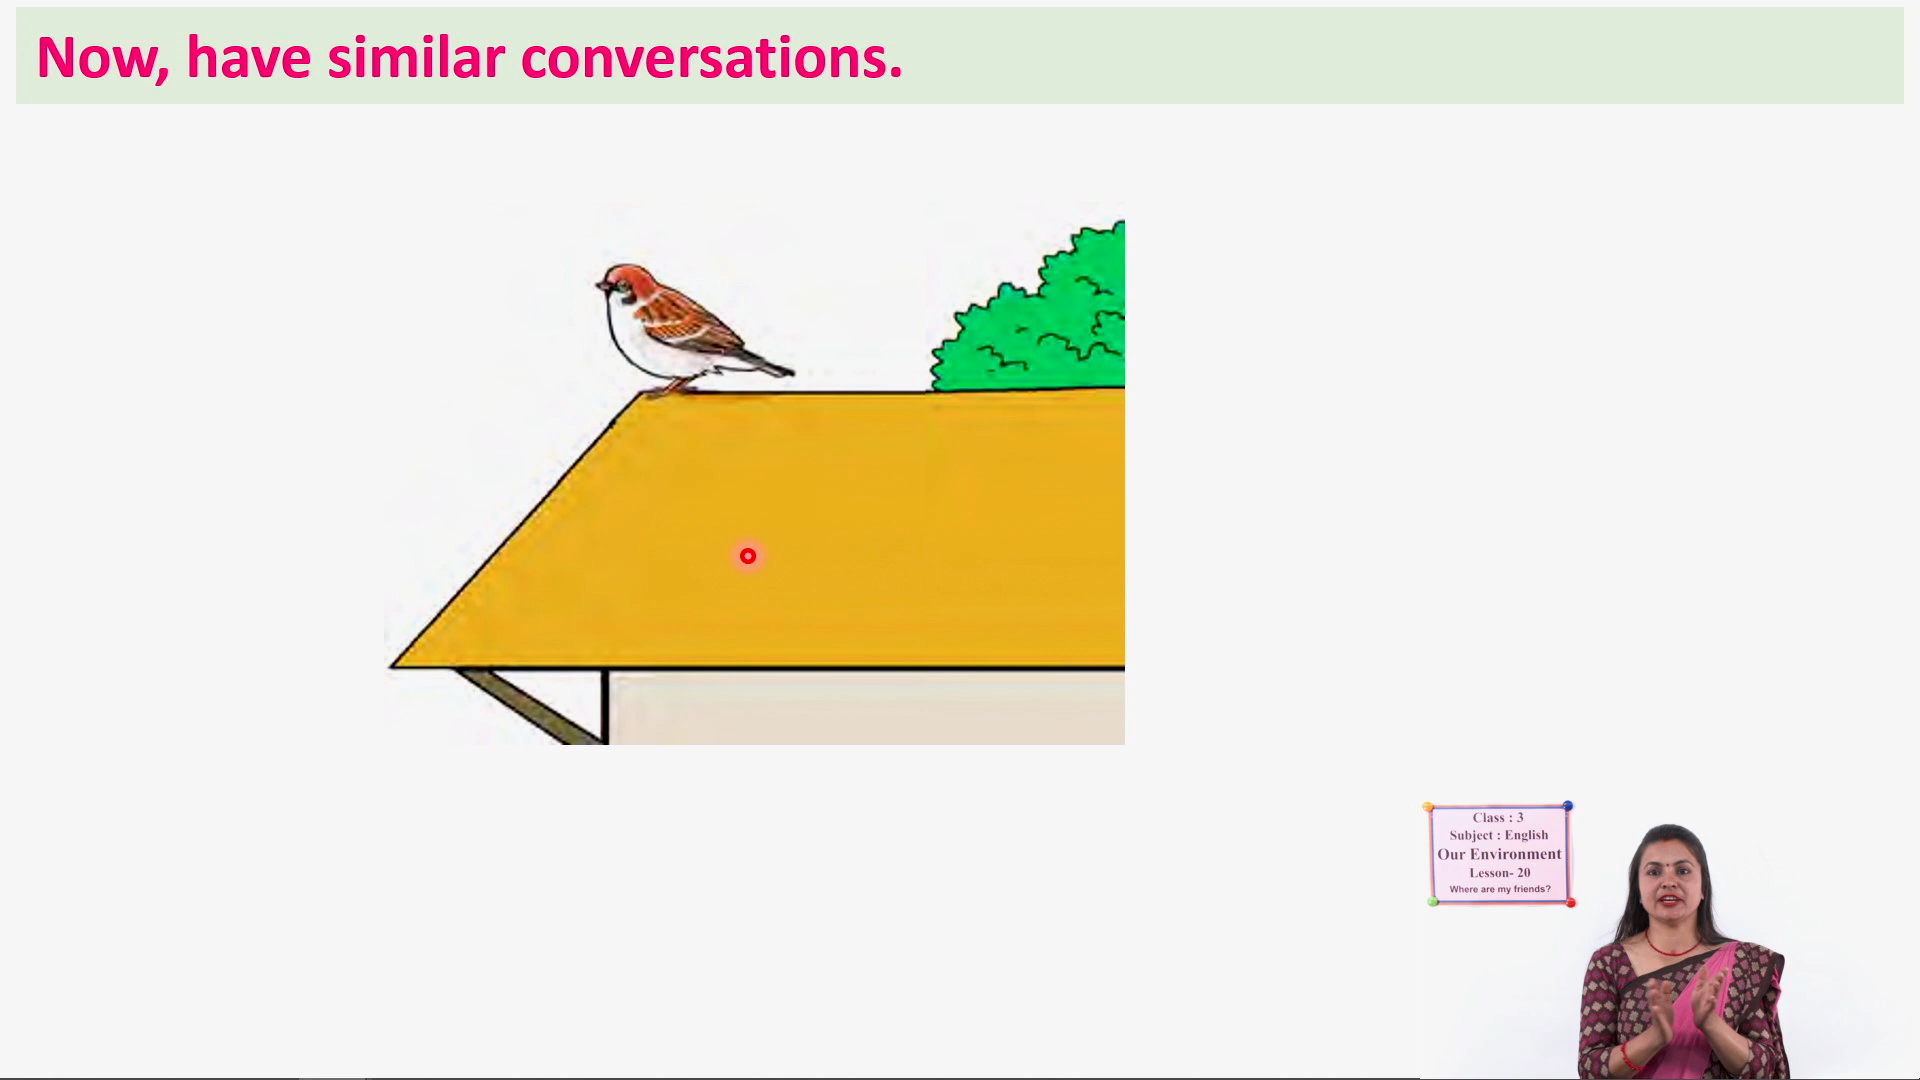 Now, have similar conversations.
Class : 3
Subject : English
Our Environment
Lesson- 20
Where are my friends?